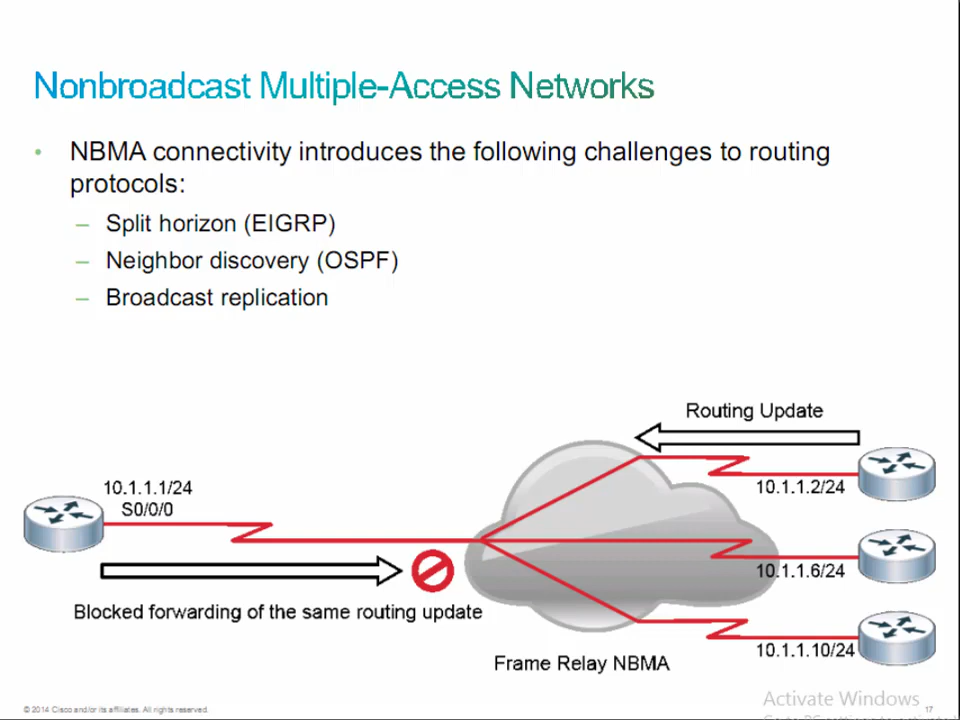 Nonbroadcast Multiple-Access Networks
• NBMA connectivity introduces the following challenges to routing
protocols:
– Split horizon (EIGRP)
– Neighbor discovery (OSPF)
– Broadcast replication
Routing Update
10.1.1.1/24
S0/0/0
10.1.1.2/24
10.1.1.6/24
Blocked forwarding of the same routing update
10.1.1.10/24
Frame Relay NBMA
Activate Windows
© 2014 Cisco and/or its affiliates. All rights reserved.
17